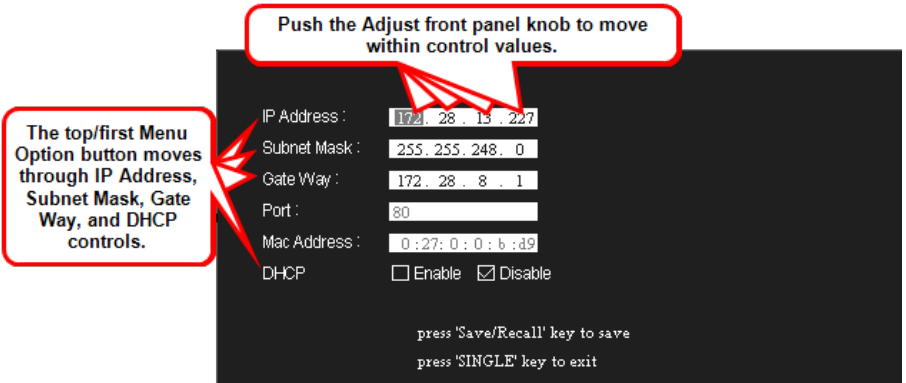 Push the Adjust front panel knob to move
within control values.
The top/first Menu
Option button moves
through IP Address,
Subnet Mask, Gate
Way, and DHCP
controls.
IP Address : 172. 28 . 13 . 227
Subnet Mask : 255. 255. 248. 0
Gate Way : 172 . 28 . 8 . 1
Port : 80
Mac Address : 0 :27: 0 : 0 : b :d9
DHCP Enable Disable
press 'Save/Recall' key to save
press 'SINGLE' key to exit